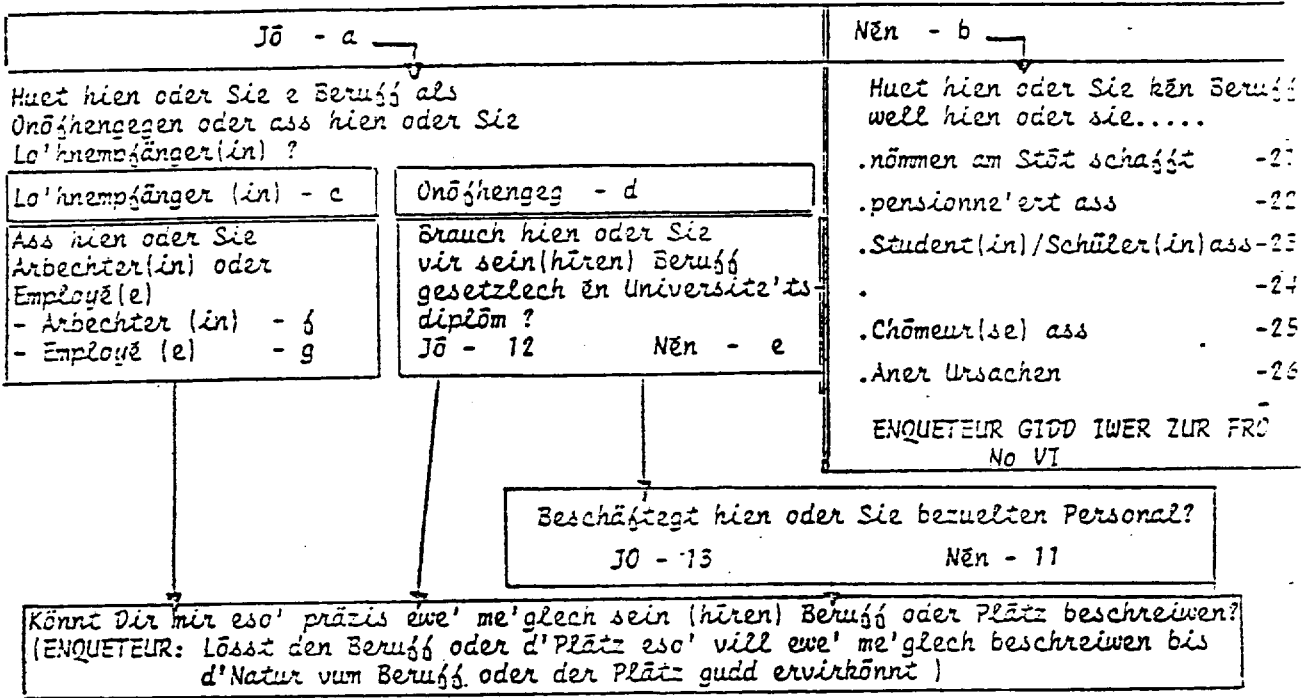 Jō - a
Nēn - b
Huet hien oder Sie e Beruff als
Onōfhengegen oder ass hien oder Sie
Lo'hnempfänger(in) ?
Lo'hnempfänger (in) - c
Onōfhengeg - d
Ass hien oder Sie
Arbechter(in) oder
Employé(e)
- Arbechter (in) - f
- Employé (e) - g
Brauch hien oder Sie
vir sein(hīren) Beruff
gesetzlech ēn Universite'ts-
diplōm ?
Jō - 12 Nēn - e
Huet hien oder Sie kēn Beruff
well hien oder sie.....
.nōmmen am Stōt schafft -21
.pensionne'ert ass -22
.Student(in)/Schüler(in)ass-23
. -24
.Chōmeur(se) ass -25
.Aner Ursachen -26
ENQUETEUR GIDD IWER ZUR FRŌ
No VI
Beschäftegt hien oder Sie bezuelten Personal?
JO - 13 Nēn - 11
Könnt Dir mir eso' präzis ewe' me'glech sein (hīren) Beruff oder Plātz beschreiwen?
(ENQUETEUR: Lōsst den Beruff oder d'Plātz eso' vill ewe' me'glech beschreiwen bis
d'Natur vum Beruff. oder der Plātz gudd ervirkōnnt )